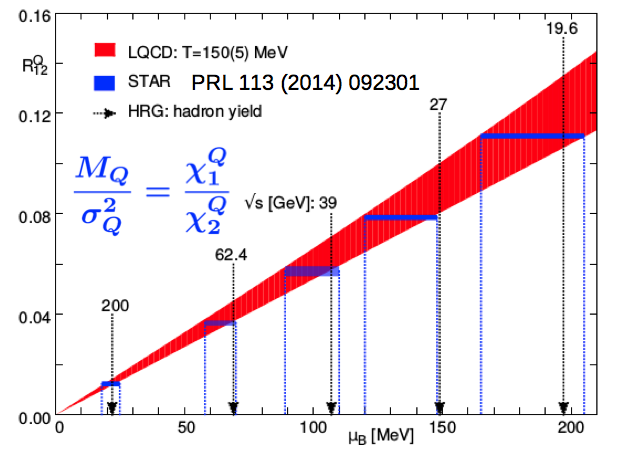 0.16
0.12
0.08
0.04
0.00
R₁₂^Q
LQCD: T=150(5) MeV
STAR PRL 113 (2014) 092301
HRG: hadron yield
M_Q/σ_Q² = χ₁^Q/χ₂^Q
√s [GeV]: 39
19.6
27
62.4
200
0 50 100 150 200
μ_B [MeV]